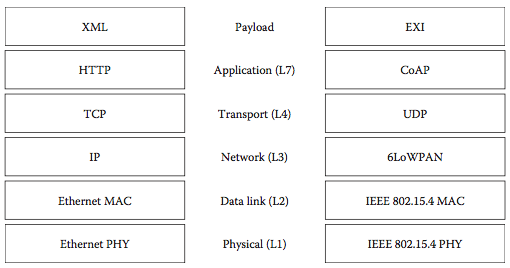 XML Payload EXI
HTTP Application (L7) CoAP
TCP Transport (L4) UDP
IP Network (L3) 6LoWPAN
Ethernet MAC Data link (L2) IEEE 802.15.4 MAC
Ethernet PHY Physical (L1) IEEE 802.15.4 PHY